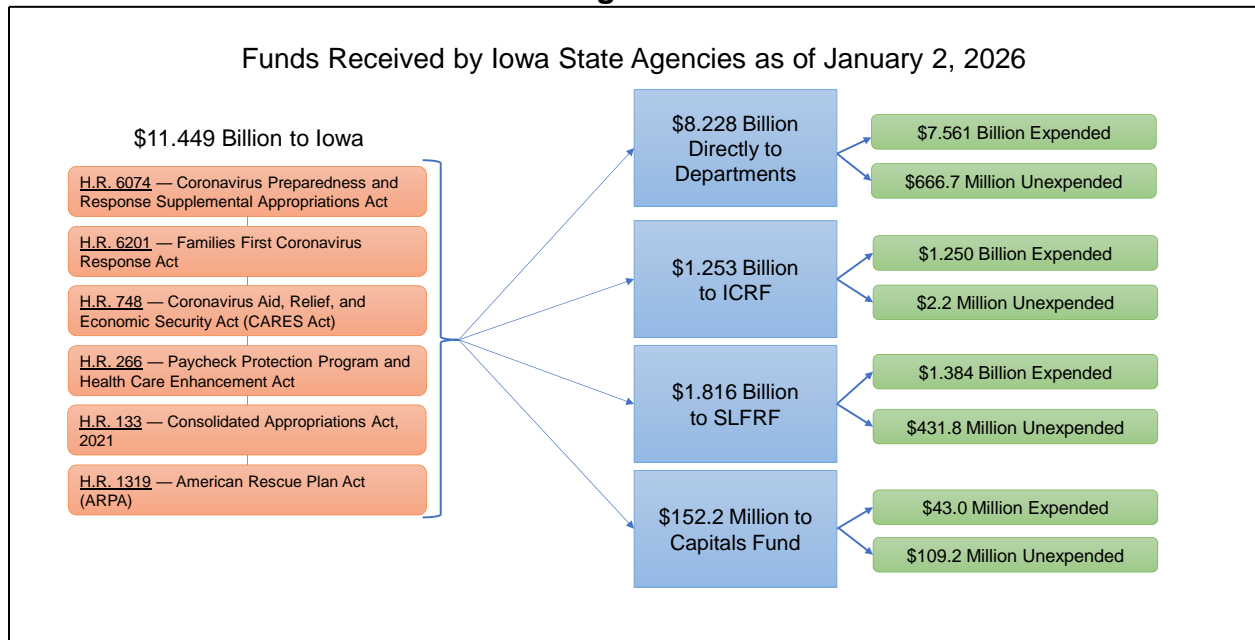 Funds Received by Iowa State Agencies as of January 2, 2026
$11.449 Billion to Iowa
H.R. 6074 — Coronavirus Preparedness and
Response Supplemental Appropriations Act
H.R. 6201 — Families First Coronavirus
Response Act
H.R. 748 — Coronavirus Aid, Relief, and
Economic Security Act (CARES Act)
H.R. 266 — Paycheck Protection Program and
Health Care Enhancement Act
H.R. 133 — Consolidated Appropriations Act,
2021
H.R. 1319 — American Rescue Plan Act
(ARPA)
$8.228 Billion
Directly to
Departments
$7.561 Billion Expended
$666.7 Million Unexpended
$1.253 Billion
to ICRF
$1.250 Billion Expended
$2.2 Million Unexpended
$1.816 Billion
to SLFRF
$1.384 Billion Expended
$431.8 Million Unexpended
$152.2 Million to
Capitals Fund
$43.0 Million Expended
$109.2 Million Unexpended